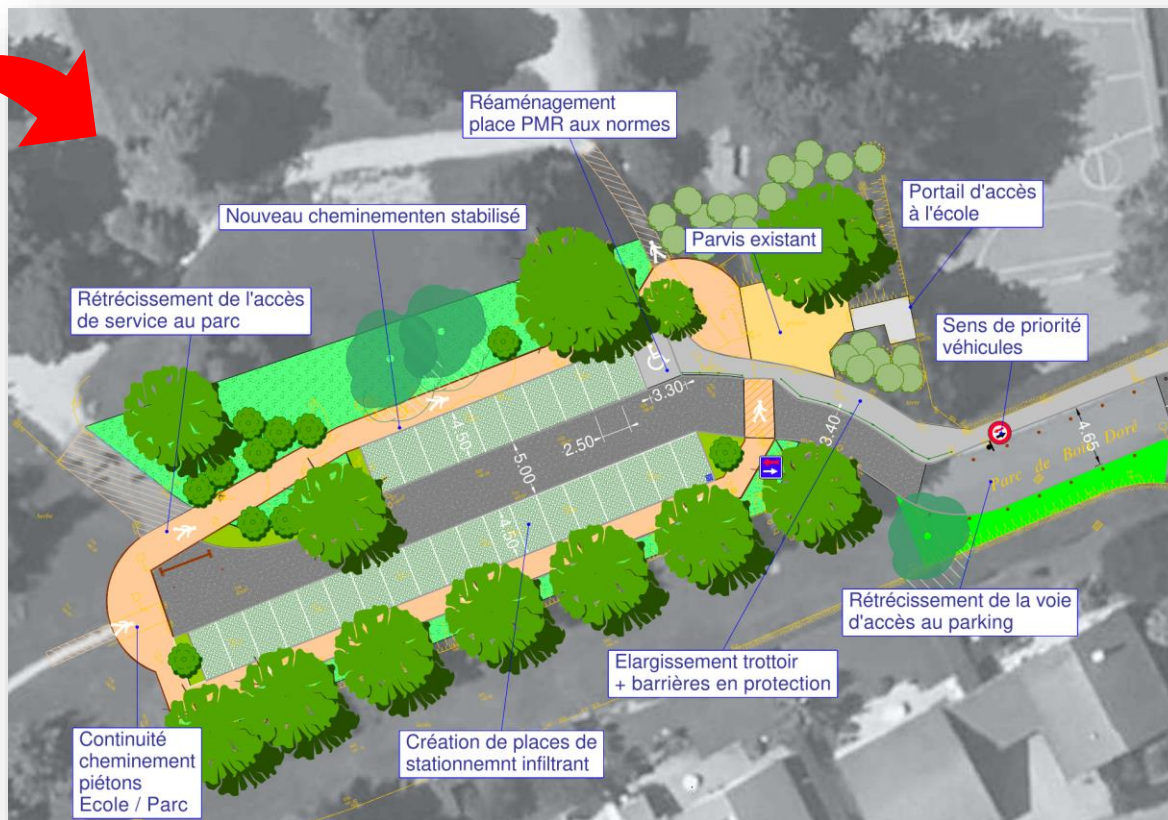 Réaménagement
place PMR aux normes
Portail d'accès
à l'école
Nouveau cheminementen stabilisé
Parvis existant
Rétrécissement de l'accès
de service au parc
Sens de priorité
véhicules
3.30
4.50
2.50
5.00
3.40
4.65
Parc de Bois Doré
4.50
Rétrécissement de la voie
d'accès au parking
Elargissement trottoir
+ barrières en protection
Continuité
cheminement
piétons
Ecole / Parc
Création de places de
stationnemnt infiltrant